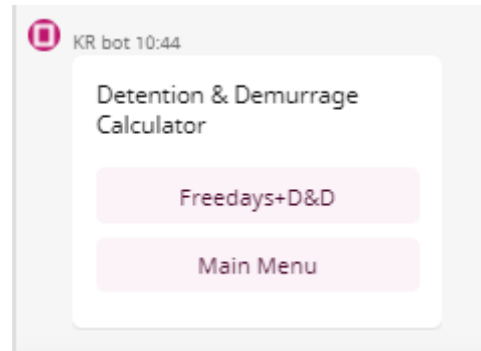 KR bot 10:44
Detention & Demurrage
Calculator
Freedays+D&D
Main Menu